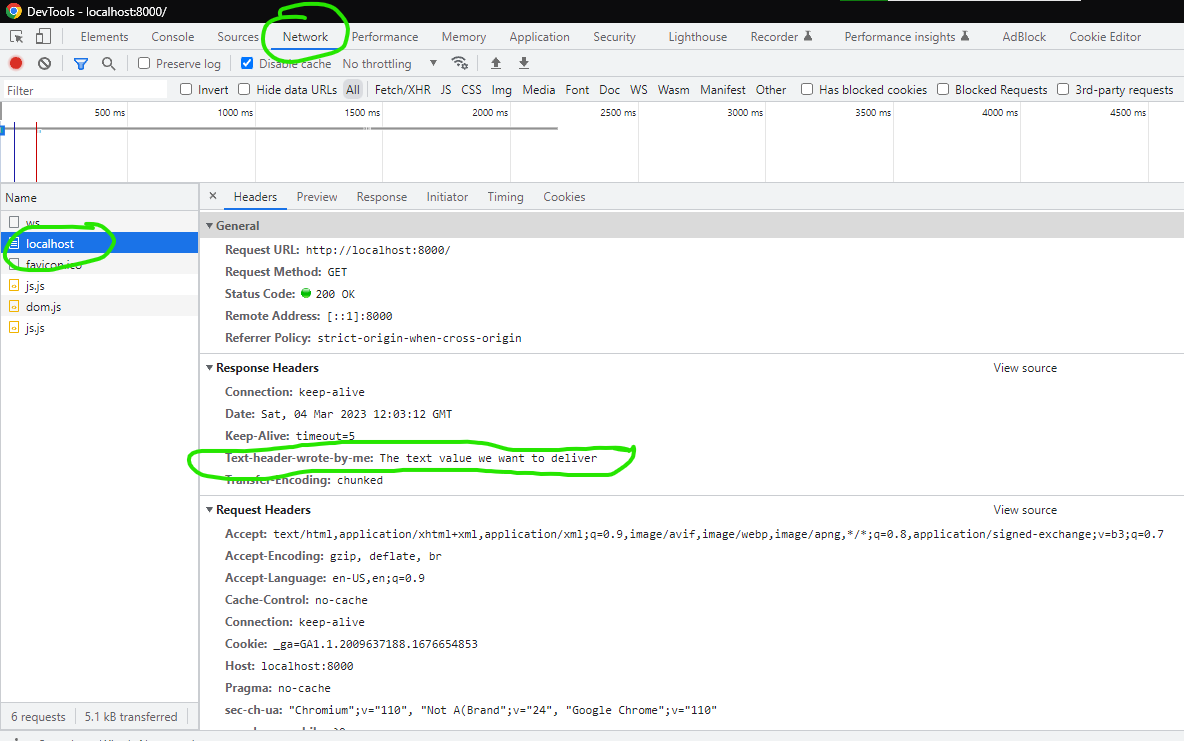 DevTools - localhost:8000/
Elements Console Sources Network Performance Memory Application Security Lighthouse Recorder Performance insights AdBlock Cookie Editor
Preserve log Disable cache No throttling
Filter Invert Hide data URLs All Fetch/XHR JS CSS Img Media Font Doc WS Wasm Manifest Other Has blocked cookies Blocked Requests 3rd-party requests
500 ms 1000 ms 1500 ms 2000 ms 2500 ms 3000 ms 3500 ms 4000 ms 4500 ms
Name
ws
localhost
favicon.ico
js.js
dom.js
js.js
6 requests 5.1 kB transferred
× Headers Preview Response Initiator Timing Cookies
General
Request URL: http://localhost:8000/
Request Method: GET
Status Code: 200 OK
Remote Address: [::1]:8000
Referrer Policy: strict-origin-when-cross-origin
Response Headers View source
Connection: keep-alive
Date: Sat, 04 Mar 2023 12:03:12 GMT
Keep-Alive: timeout=5
Text-header-wrote-by-me: The text value we want to deliver
Transfer-Encoding: chunked
Request Headers View source
Accept: text/html,application/xhtml+xml,application/xml;q=0.9,image/avif,image/webp,image/apng,*/*;q=0.8,application/signed-exchange;v=b3;q=0.7
Accept-Encoding: gzip, deflate, br
Accept-Language: en-US,en;q=0.9
Cache-Control: no-cache
Connection: keep-alive
Cookie: _ga=GA1.1.2009637188.1676654853
Host: localhost:8000
Pragma: no-cache
sec-ch-ua: "Chromium";v="110", "Not A(Brand";v="24", "Google Chrome";v="110"